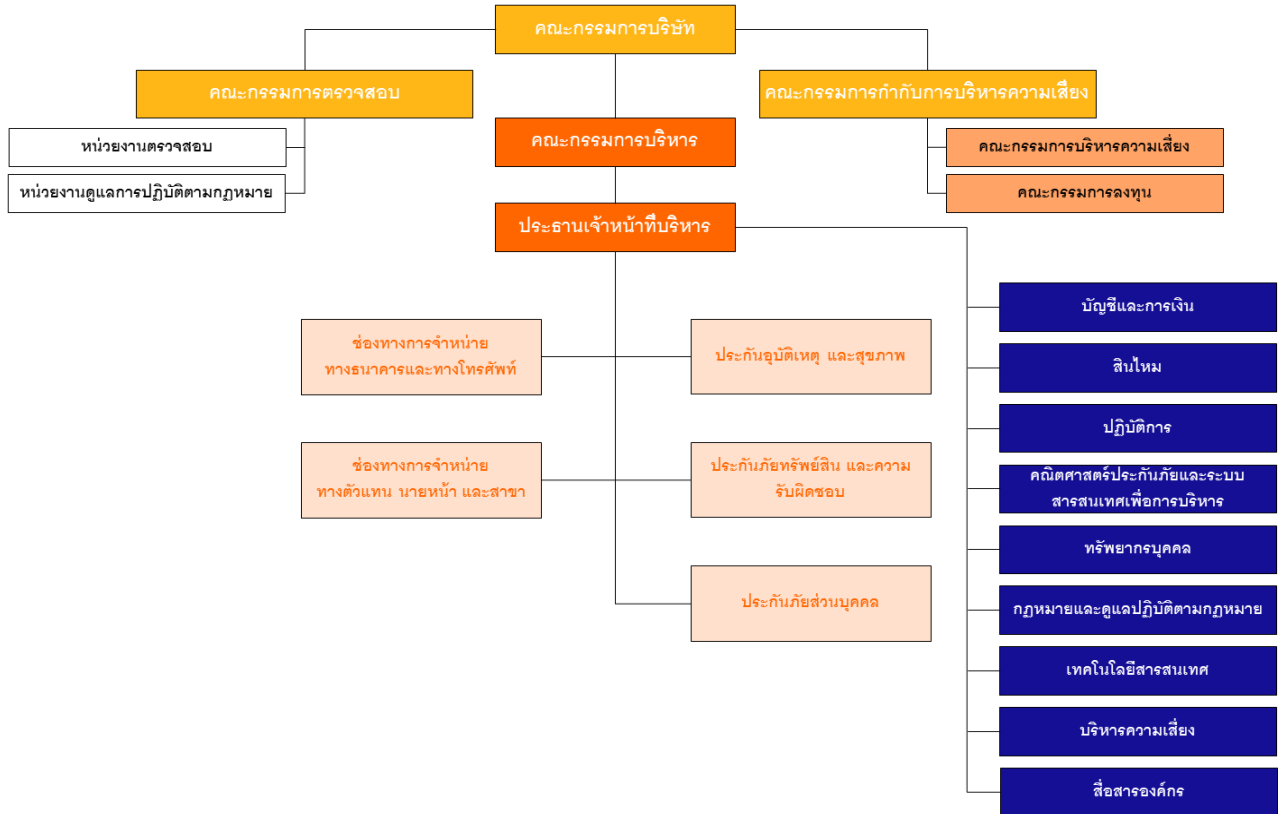 คณะกรรมการบริษัท
คณะกรรมการตรวจสอบ
คณะกรรมการกำกับการบริหารความเสี่ยง
หน่วยงานตรวจสอบ
คณะกรรมการบริหาร
คณะกรรมการบริหารความเสี่ยง
หน่วยงานดูแลการปฏิบัติตามกฎหมาย
คณะกรรมการลงทุน
ประธานเจ้าหน้าที่บริหาร
ช่องทางการจำหน่าย
ทางธนาคารและทางโทรศัพท์
ประกันอุบัติเหตุ และสุขภาพ
ช่องทางการจำหน่าย
ทางตัวแทน นายหน้า และสาขา
ประกันภัยทรัพย์สิน และความ
รับผิดชอบ
ประกันภัยส่วนบุคคล
บัญชีและการเงิน
สินไหม
ปฏิบัติการ
คณิตศาสตร์ประกันภัยและระบบ
สารสนเทศเพื่อการบริหาร
ทรัพยากรบุคคล
กฎหมายและดูแลปฏิบัติตามกฎหมาย
เทคโนโลยีสารสนเทศ
บริหารความเสี่ยง
สื่อสารองค์กร